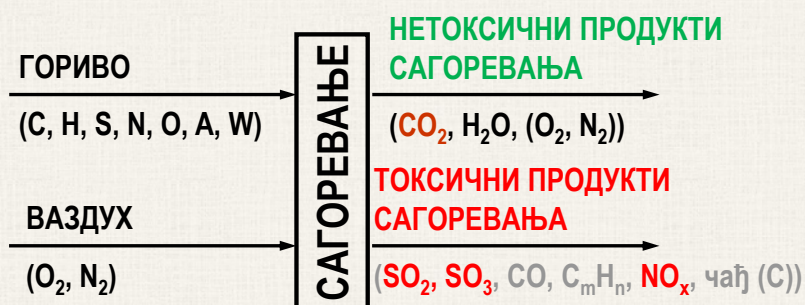 ГОРИВО
(C, H, S, N, O, A, W)
ВАЗДУХ
(O₂, N₂)
САГОРЕВАЊЕ
НЕТОКСИЧНИ ПРОДУКТИ
САГОРЕВАЊА
(CO₂, H₂O, (O₂, N₂))
ТОКСИЧНИ ПРОДУКТИ
САГОРЕВАЊА
(SO₂, SO₃, CO, CₘHₙ, NOₓ, чађ (C))